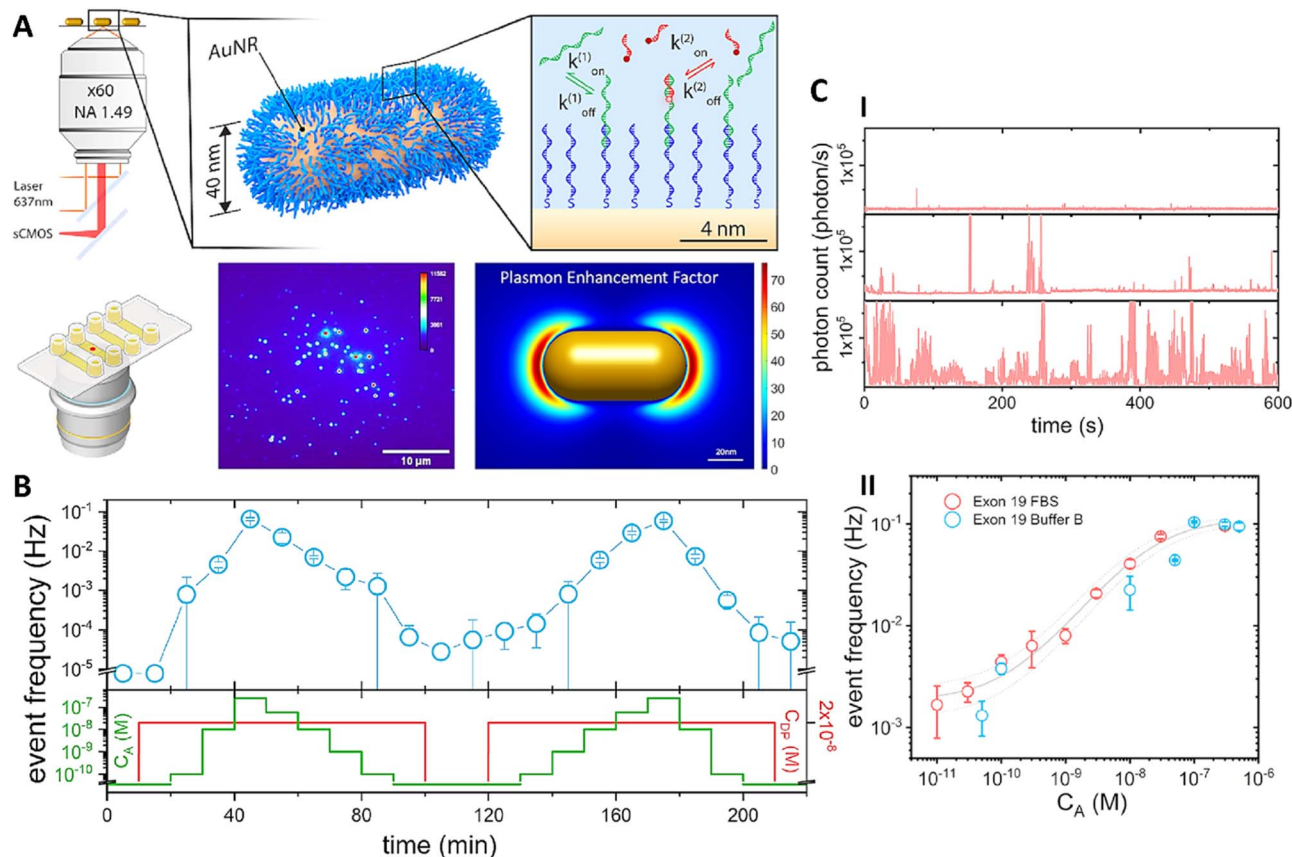 A
x60
NA 1.49
Laser
637nm
sCMOS
AuNR
40 nm
k(1)on
k(1)off
k(2)on
k(2)off
S S S S S S S S
4 nm
11582
7721
3861
0
10 µm
Plasmon Enhancement Factor
20nm
70
60
50
40
30
20
10
0
B
event frequency (Hz)
10-1
10-2
10-3
10-4
10-5
CA (M)
10-7
10-8
10-9
10-10
CDP (M)
2x10-8
0 40 80 120 160 200
time (min)
C
I
photon count (photon/s)
1x105
1x105
1x105
0 200 400 600
time (s)
II
Exon 19 FBS
Exon 19 Buffer B
event frequency (Hz)
10-1
10-2
10-3
10-11 10-10 10-9 10-8 10-7 10-6
CA (M)